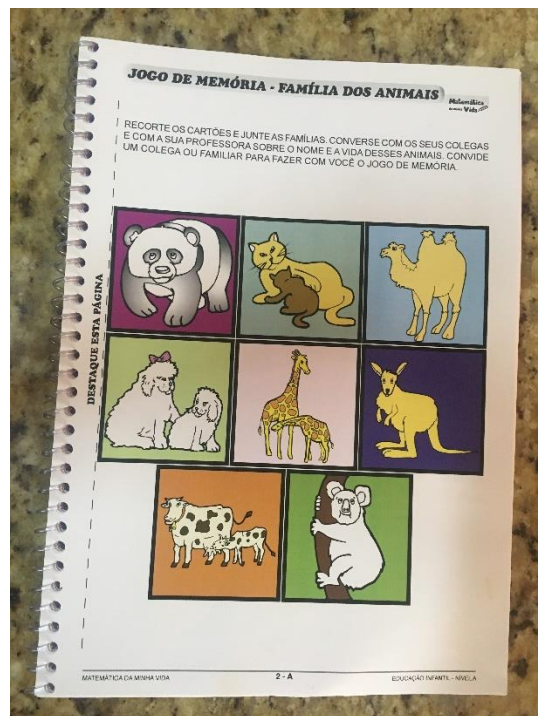 JOGO DE MEMÓRIA - FAMÍLIA DOS ANIMAIS
Matemática
da minha Vida
RECORTE OS CARTÕES E JUNTE AS FAMÍLIAS. CONVERSE COM OS SEUS COLEGAS
E COM A SUA PROFESSORA SOBRE O NOME E A VIDA DESSES ANIMAIS. CONVIDE
UM COLEGA OU FAMILIAR PARA FAZER COM VOCÊ O JOGO DE MEMÓRIA.
DESTAQUE ESTA PÁGINA
MATEMÁTICA DA MINHA VIDA
2 - A
EDUCAÇÃO INFANTIL - NÍVEL A